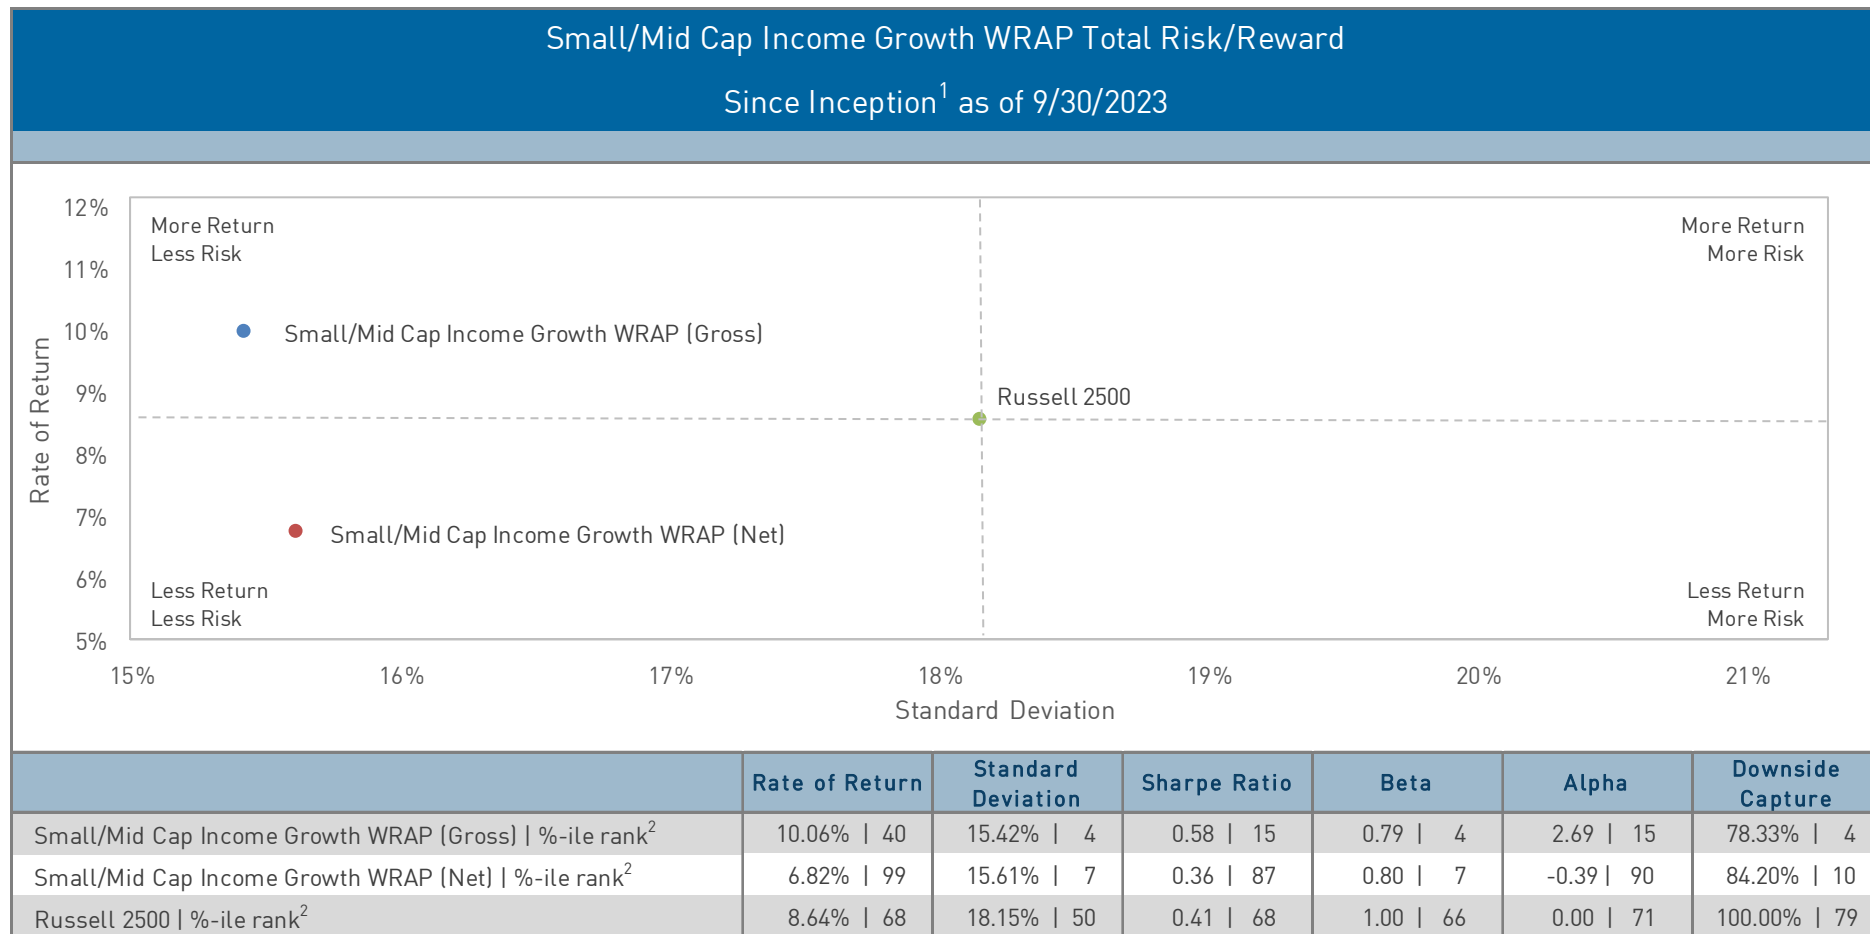 Small/Mid Cap Income Growth WRAP Total Risk/Reward
Since Inception¹ as of 9/30/2023
12%
More Return
Less Risk
More Return
More Risk
11%
10%
Small/Mid Cap Income Growth WRAP (Gross)
9%
Russell 2500
Rate of Return
8%
7%
Small/Mid Cap Income Growth WRAP (Net)
6%
Less Return
Less Risk
Less Return
More Risk
5%
15% 16% 17% 18% 19% 20% 21%
Standard Deviation
Rate of Return
Standard
Deviation
Sharpe Ratio
Beta
Alpha
Downside
Capture
Small/Mid Cap Income Growth WRAP (Gross) | %-ile rank² 10.06% | 40 15.42% | 4 0.58 | 15 0.79 | 4 2.69 | 15 78.33% | 4
Small/Mid Cap Income Growth WRAP (Net) | %-ile rank² 6.82% | 99 15.61% | 7 0.36 | 87 0.80 | 7 -0.39 | 90 84.20% | 10
Russell 2500 | %-ile rank² 8.64% | 68 18.15% | 50 0.41 | 68 1.00 | 66 0.00 | 71 100.00% | 79